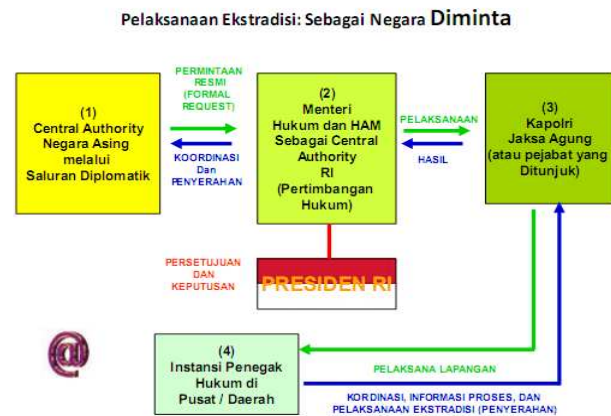 Pelaksanaan Ekstradisi: Sebagai Negara Diminta
(1)
Central Authority
Negara Asing
melalui
Saluran Diplomatik
PERMINTAAN
RESMI
(FORMAL
REQUEST)
KOORDINASI
Dan
PENYERAHAN
(2)
Menteri
Hukum dan HAM
Sebagai Central
Authority
RI
(Pertimbangan
Hukum)
PELAKSANAAN
HASIL
(3)
Kapolri
Jaksa Agung
(atau pejabat yang
Ditunjuk)
PERSETUJUAN
DAN
KEPUTUSAN
PRESIDEN RI
@
(4)
Instansi Penegak
Hukum di
Pusat / Daerah
PELAKSANA LAPANGAN
KORDINASI, INFORMASI PROSES, DAN
PELAKSANAAN EKSTRADISI (PENYERAHAN)